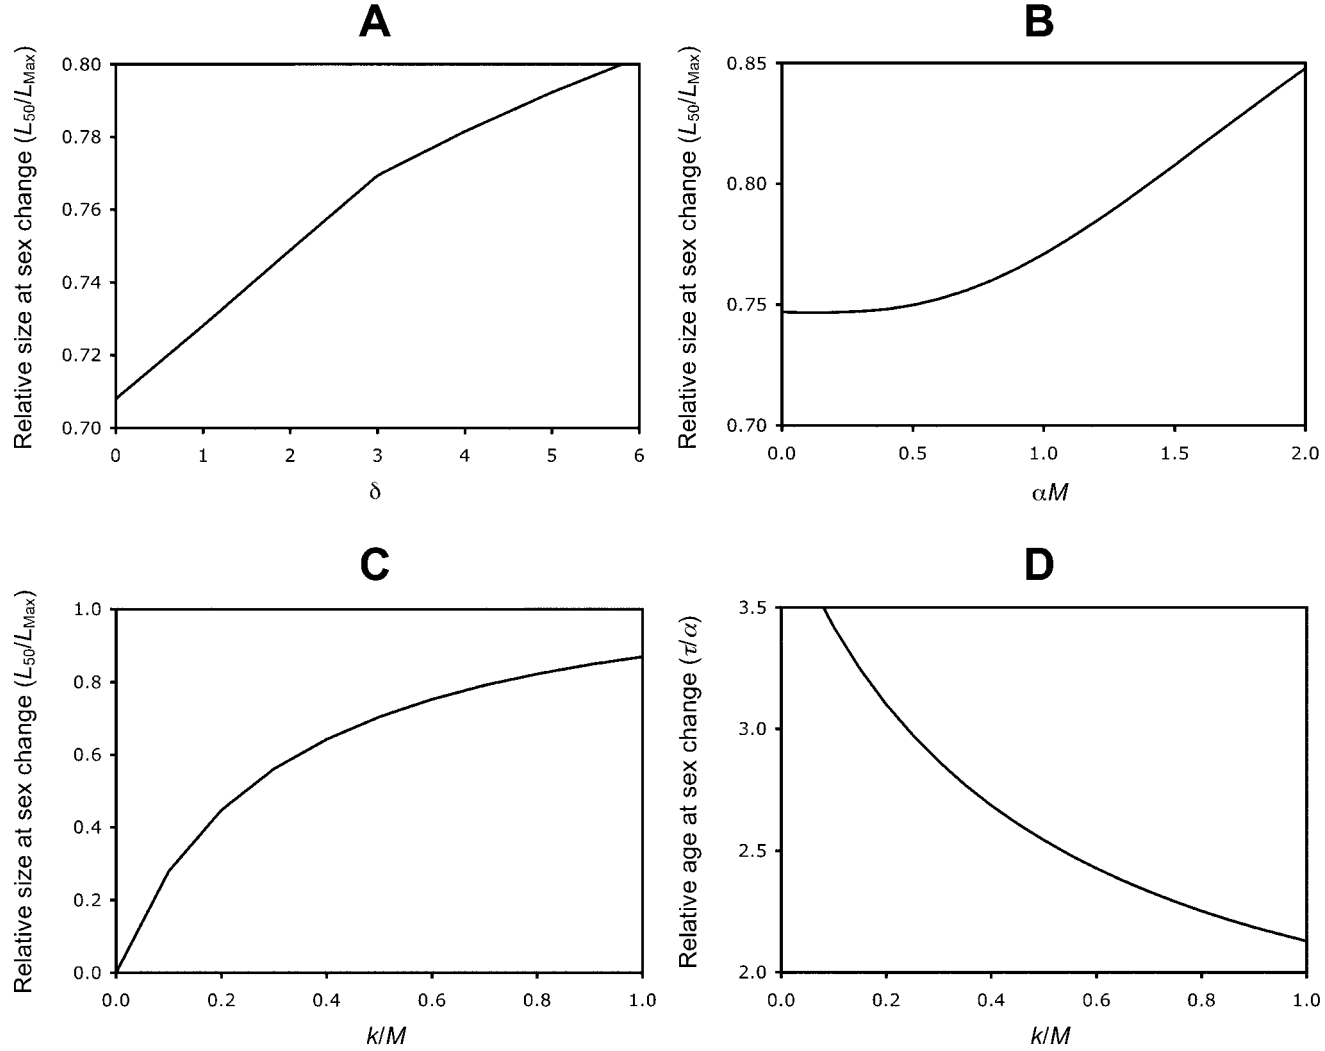 A
Relative size at sex change (L50/LMax)
0.80
0.78
0.76
0.74
0.72
0.70
0 1 2 3 4 5 6
δ
B
Relative size at sex change (L50/LMax)
0.85
0.80
0.75
0.70
0.0 0.5 1.0 1.5 2.0
αM
C
Relative size at sex change (L50/LMax)
1.0
0.8
0.6
0.4
0.2
0.0
0.0 0.2 0.4 0.6 0.8 1.0
k/M
D
Relative age at sex change (τ/α)
3.5
3.0
2.5
2.0
0.0 0.2 0.4 0.6 0.8 1.0
k/M